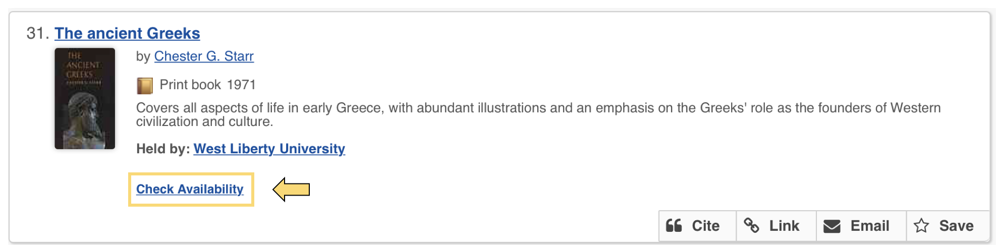 31. The ancient Greeks
THE
ANCIENT
GREEKS
by Chester G. Starr
Print book 1971
Covers all aspects of life in early Greece, with abundant illustrations and an emphasis on the Greeks' role as the founders of Western
civilization and culture.
Held by: West Liberty University
Check Availability
Cite Link Email Save